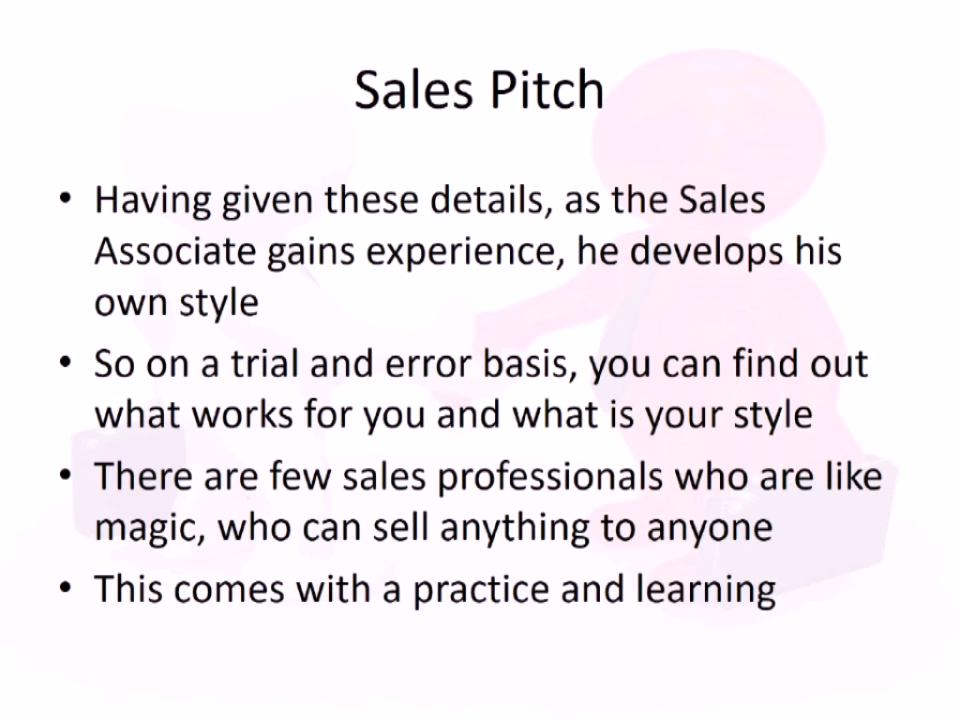 Sales Pitch
• Having given these details, as the Sales
Associate gains experience, he develops his
own style
• So on a trial and error basis, you can find out
what works for you and what is your style
• There are few sales professionals who are like
magic, who can sell anything to anyone
• This comes with a practice and learning